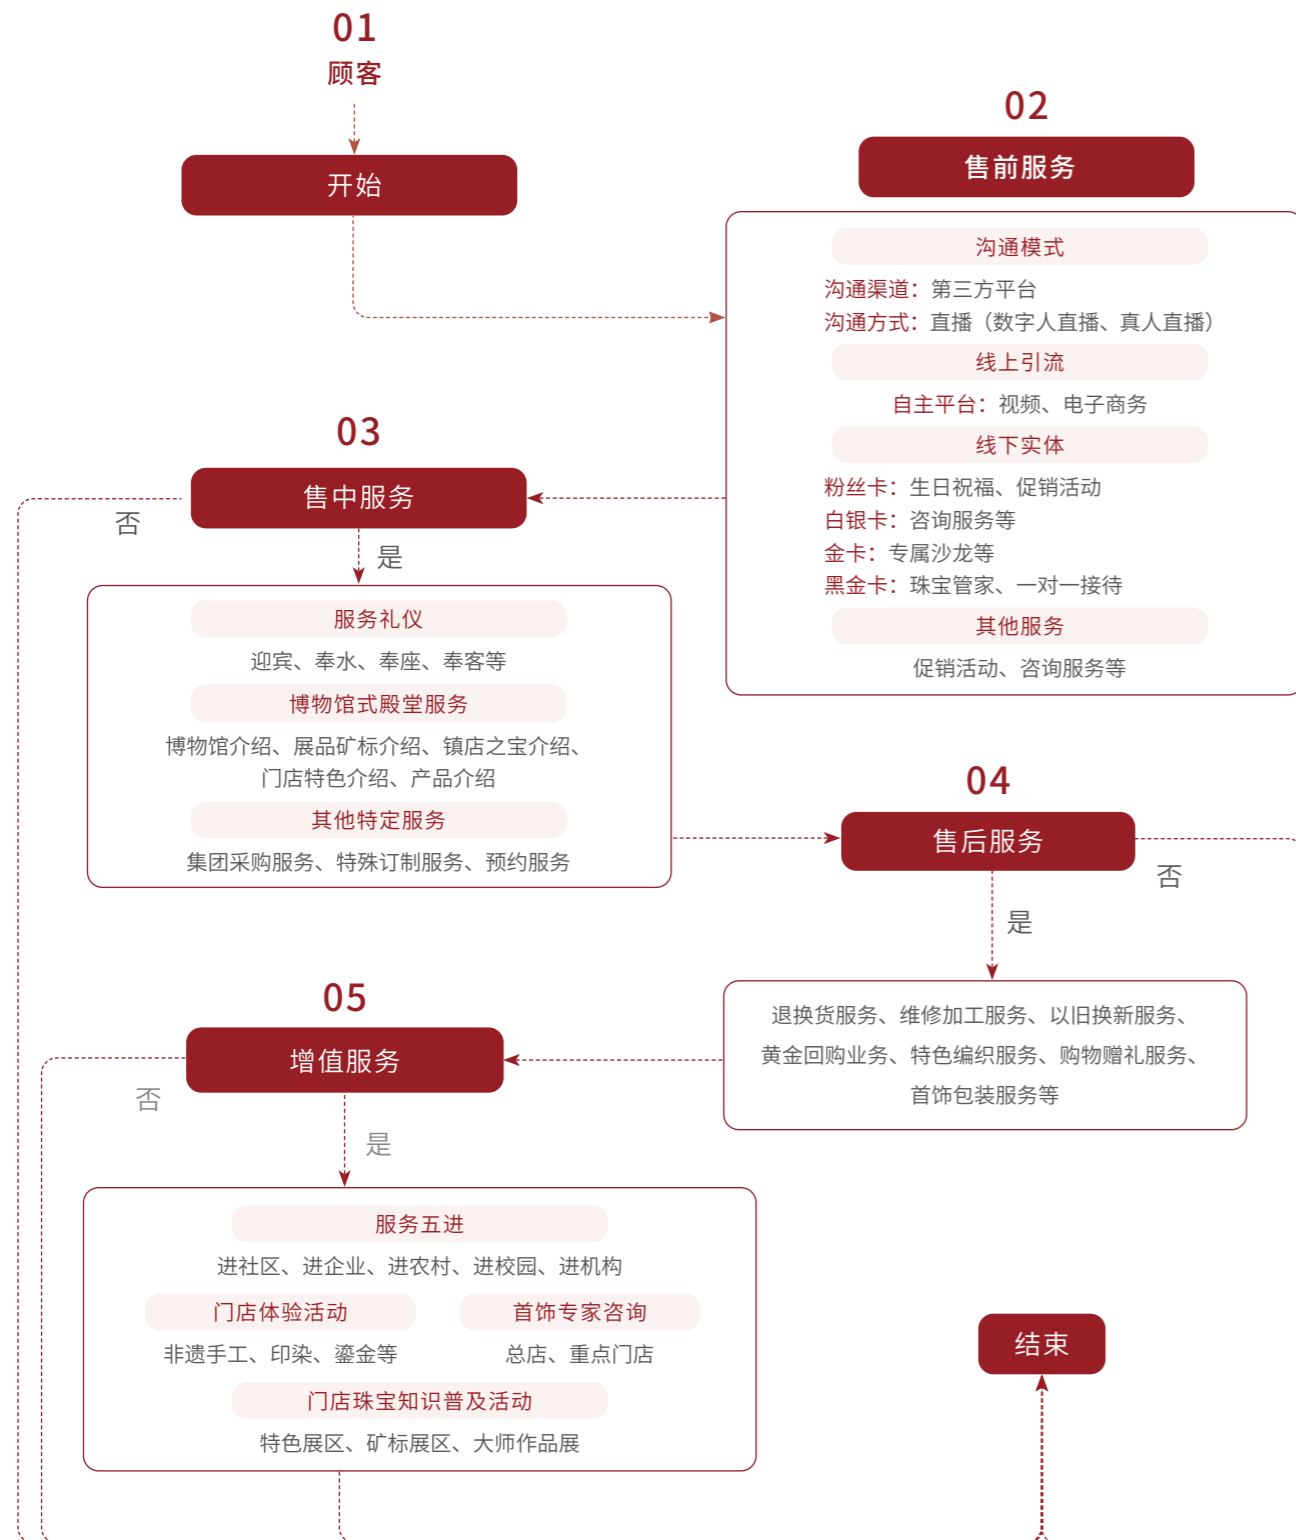 01
顾客
开始
02
售前服务
沟通模式
沟通渠道：第三方平台
沟通方式：直播（数字人直播、真人直播）
线上引流
自主平台：视频、电子商务
线下实体
粉丝卡：生日祝福、促销活动
白银卡：咨询服务等
金卡：专属沙龙等
黑金卡：珠宝管家、一对一接待
其他服务
促销活动、咨询服务等
03
售中服务
否
是
服务礼仪
迎宾、奉水、奉座、奉客等
博物馆式殿堂服务
博物馆介绍、展品矿标介绍、镇店之宝介绍、
门店特色介绍、产品介绍
其他特定服务
集团采购服务、特殊订制服务、预约服务
04
售后服务
否
是
退换货服务、维修加工服务、以旧换新服务、
黄金回购业务、特色编织服务、购物赠礼服务、
首饰包装服务等
05
增值服务
否
是
服务五进
进社区、进企业、进农村、进校园、进机构
门店体验活动
非遗手工、印染、鎏金等
首饰专家咨询
总店、重点门店
门店珠宝知识普及活动
特色展区、矿标展区、大师作品展
结束